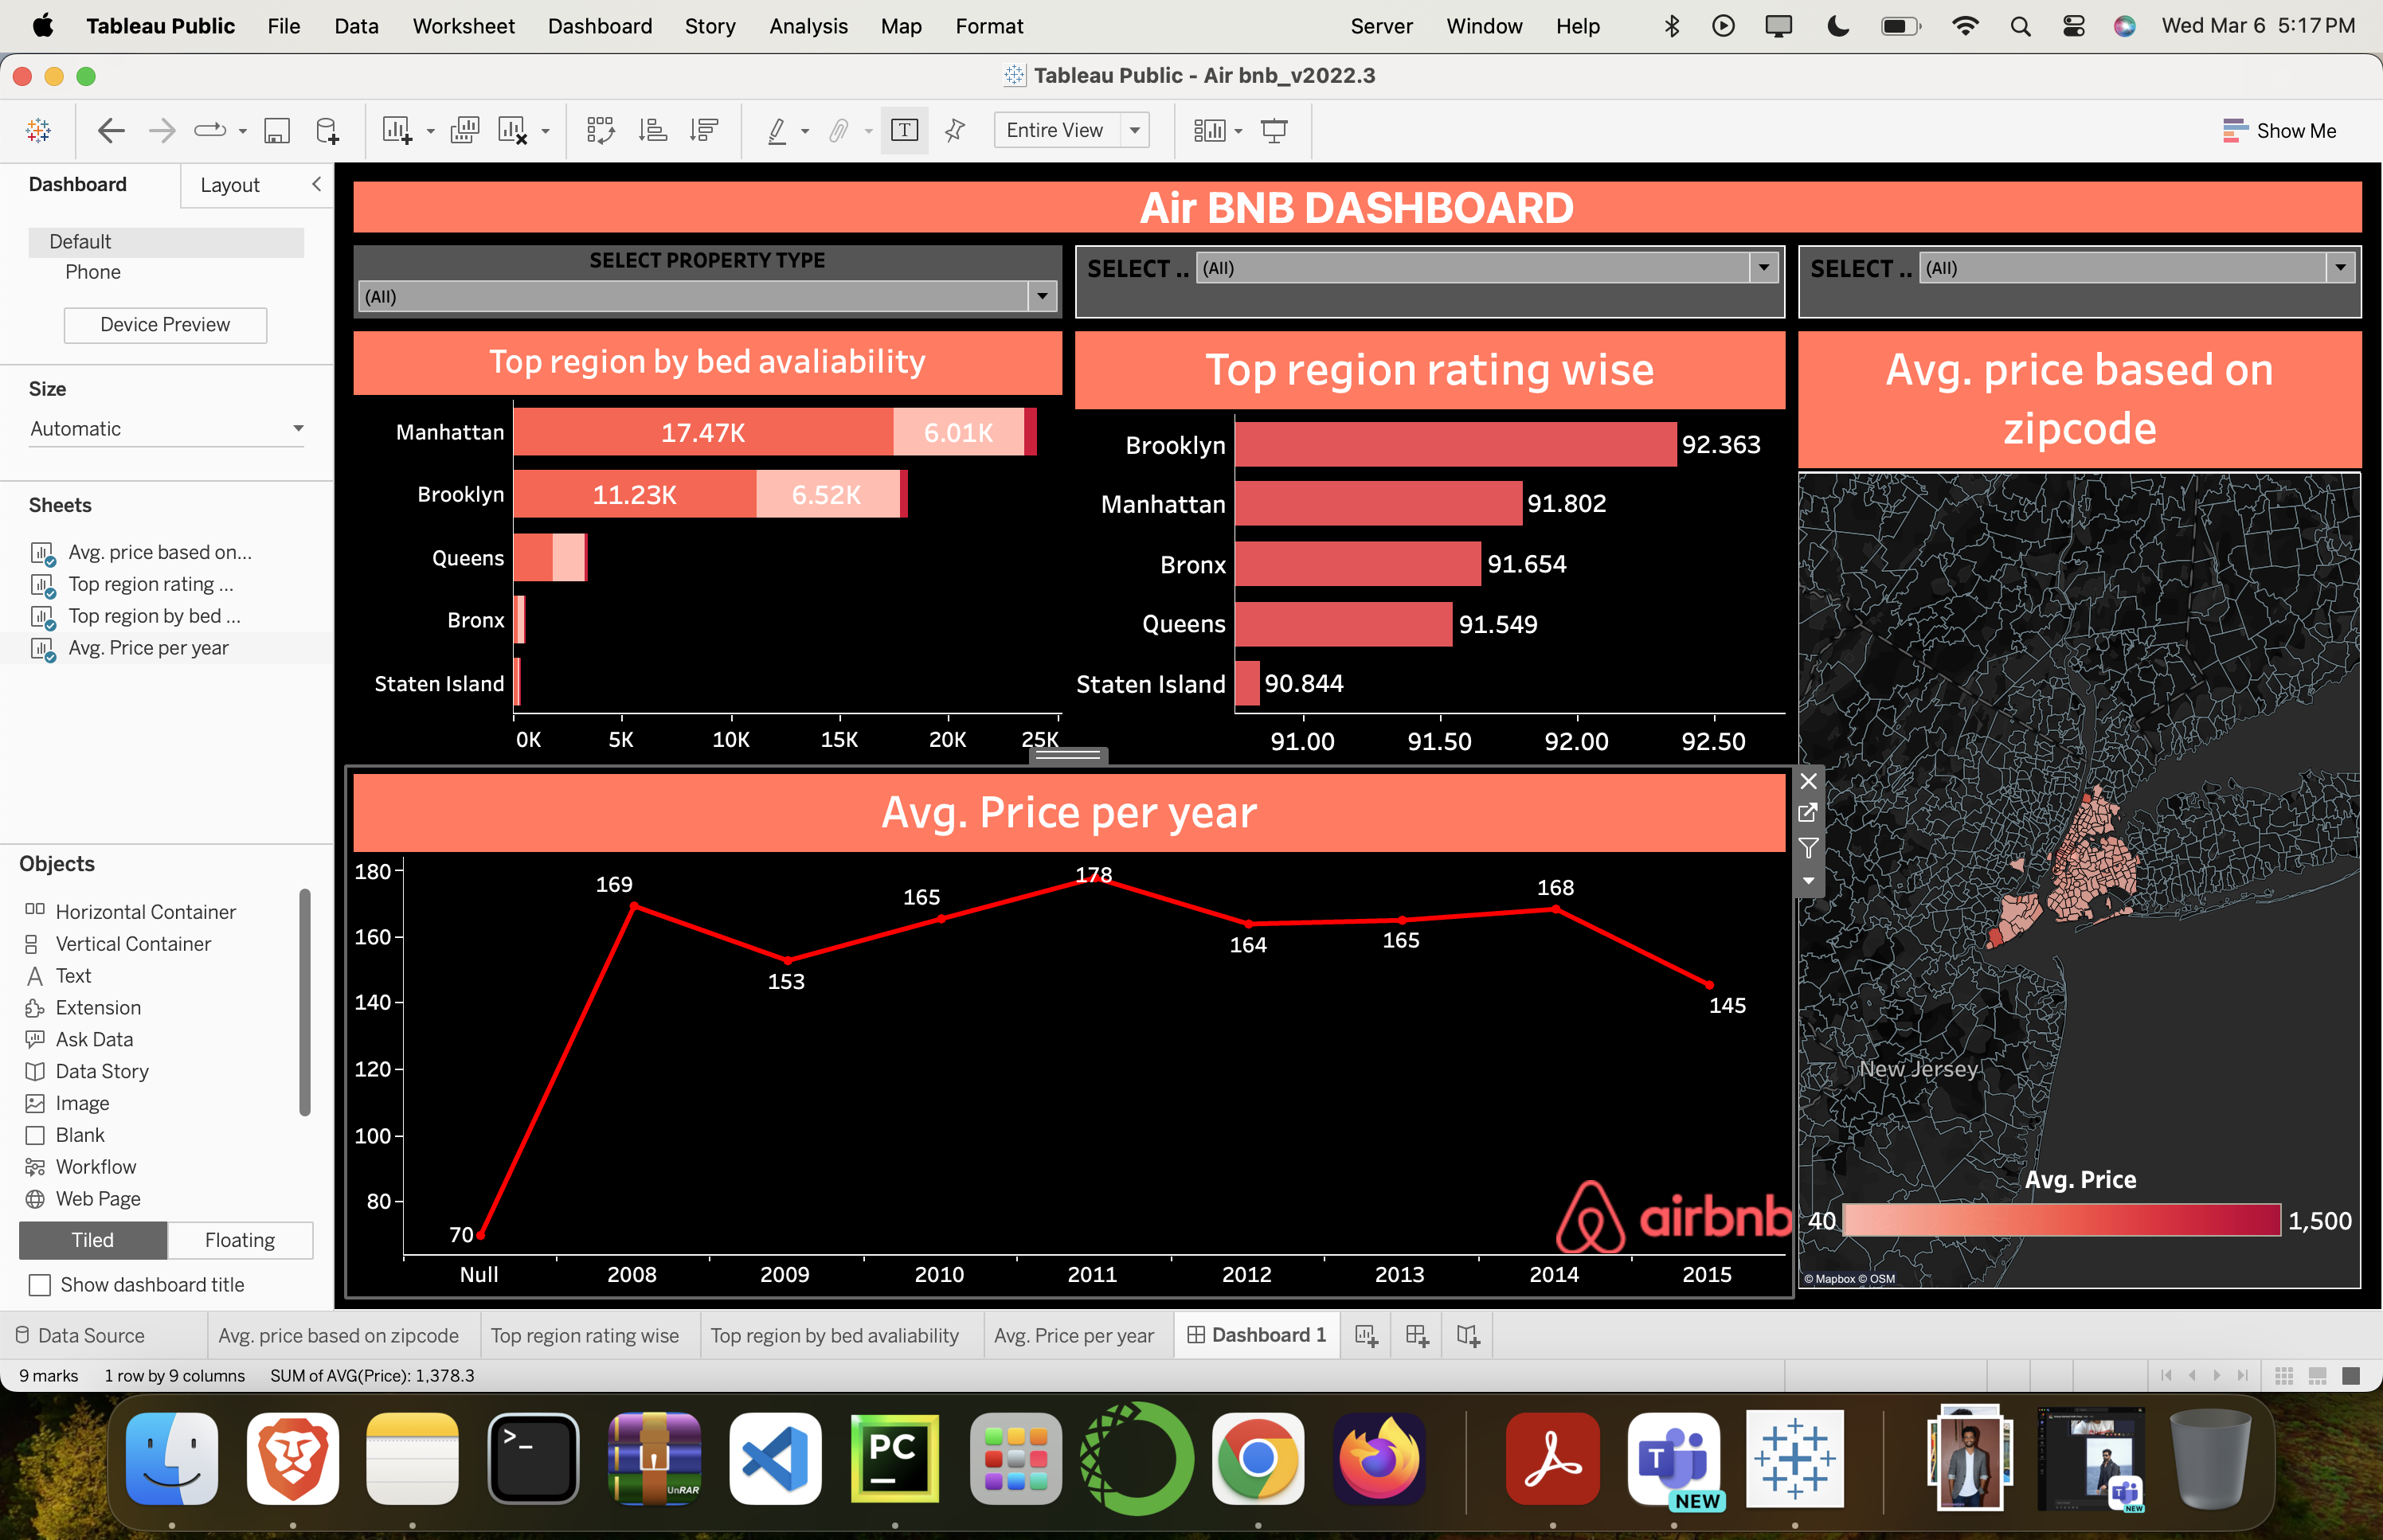 Tableau Public File Data Worksheet Dashboard Story Analysis Map Format Server Window Help Wed Mar 6 5:17 PM
Tableau Public - Air bnb_v2022.3
Entire View
Show Me
Dashboard Layout
Default
Phone
Device Preview
Size
Automatic
Sheets
Avg. price based on...
Top region rating ...
Top region by bed ...
Avg. Price per year
Objects
Horizontal Container
Vertical Container
Text
Extension
Ask Data
Data Story
Image
Blank
Workflow
Web Page
Tiled Floating
Show dashboard title
Air BNB DASHBOARD
SELECT PROPERTY TYPE
(All)
SELECT .. (All)
SELECT .. (All)
Top region by bed avaliability
Manhattan 17.47K 6.01K
Brooklyn 11.23K 6.52K
Queens
Bronx
Staten Island
0K 5K 10K 15K 20K 25K
Top region rating wise
Brooklyn 92.363
Manhattan 91.802
Bronx 91.654
Queens 91.549
Staten Island 90.844
91.00 91.50 92.00 92.50
Avg. price based on
zipcode
New Jersey
Avg. Price
40 1,500
© Mapbox © OSM
Avg. Price per year
180
160
140
120
100
80
70 169 153 165 178 164 165 168 145
airbnb
Null 2008 2009 2010 2011 2012 2013 2014 2015
Data Source Avg. price based on zipcode Top region rating wise Top region by bed avaliability Avg. Price per year Dashboard 1
9 marks 1 row by 9 columns SUM of AVG(Price): 1,378.3
>_
UnRAR
PC
T
NEW
T
NEW